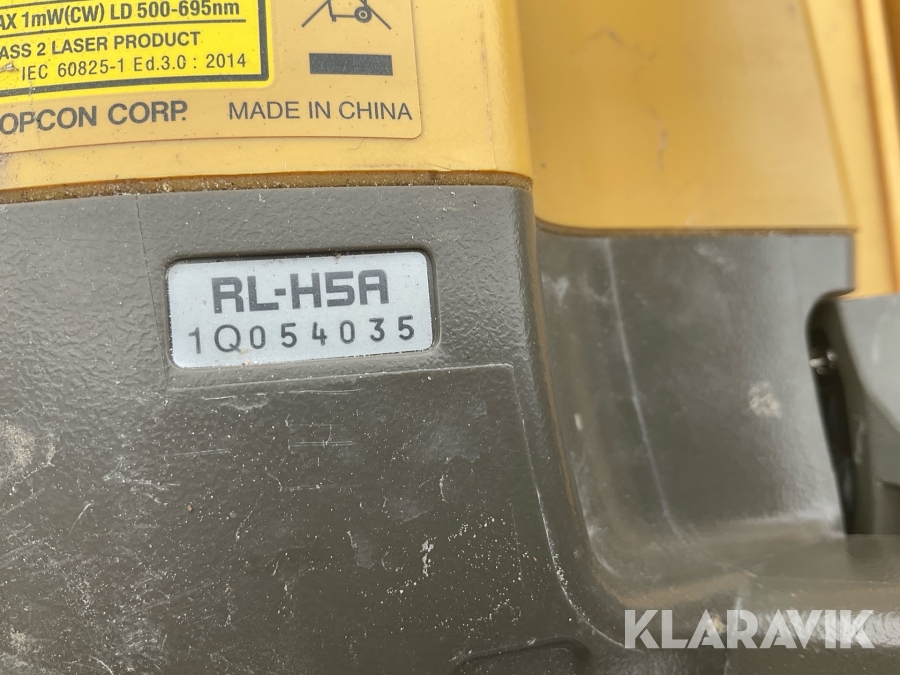 AX 1mW(CW) LD 500-695nm
ASS 2 LASER PRODUCT
IEC 60825-1 Ed.3.0 : 2014
OPCON CORP. MADE IN CHINA
RL-H5A
1Q054035
KLARAVIK